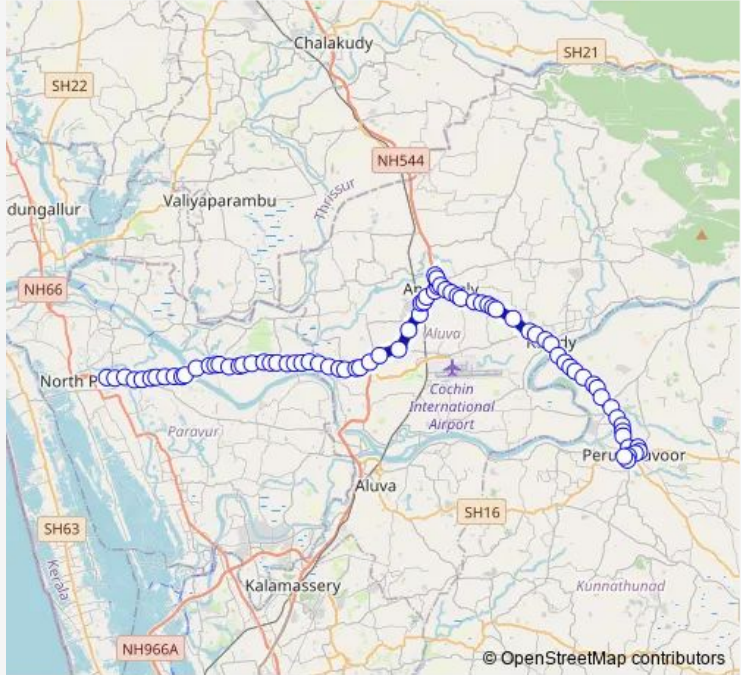 Chalakudy
SH21
SH22
NH544
Thrissur
Valiyaparambu
dungallur
NH66
Aluva
North P
Cochin
International
Airport
Paravur
Aluva
SH16
SH63
Kerala
Kalamassery
Kunnathunad
NH966A
© OpenStreetMap contributors